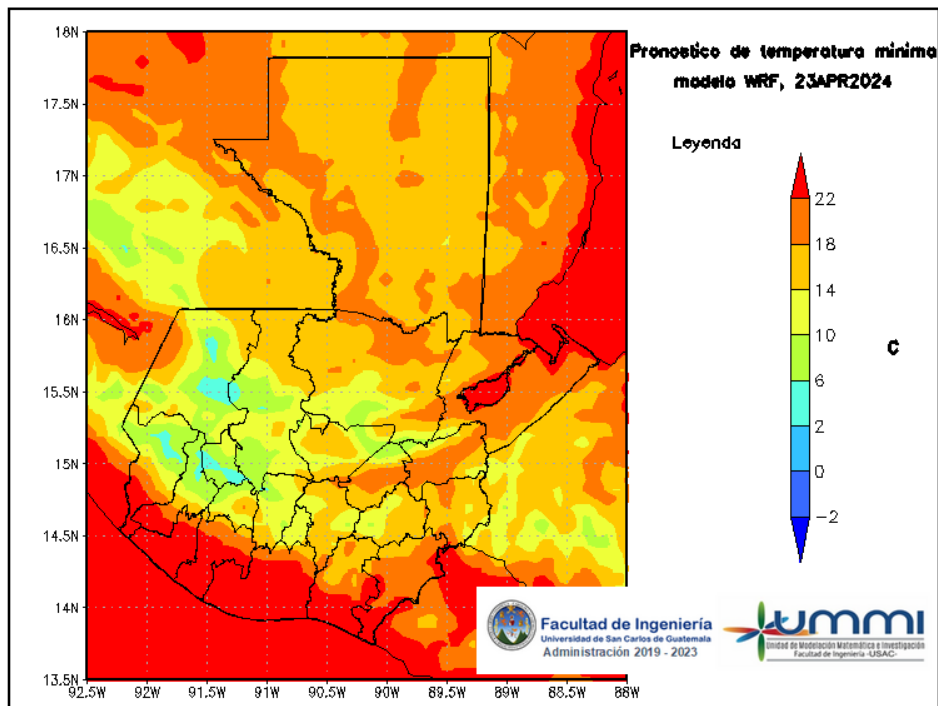 Pronostico de temperatura minima
modelo WRF, 23APR2024
Leyenda
22
18
14
10
6
2
0
−2
C
18N
17.5N
17N
16.5N
16N
15.5N
15N
14.5N
14N
13.5N
92.5W 92W 91.5W 91W 90.5W 90W 89.5W 89W 88.5W 88W
Facultad de Ingeniería
Universidad de San Carlos de Guatemala
Administración 2019 - 2023
UMMI
Unidad de Modelación Matemática e Investigación
Facultad de Ingeniería -USAC-